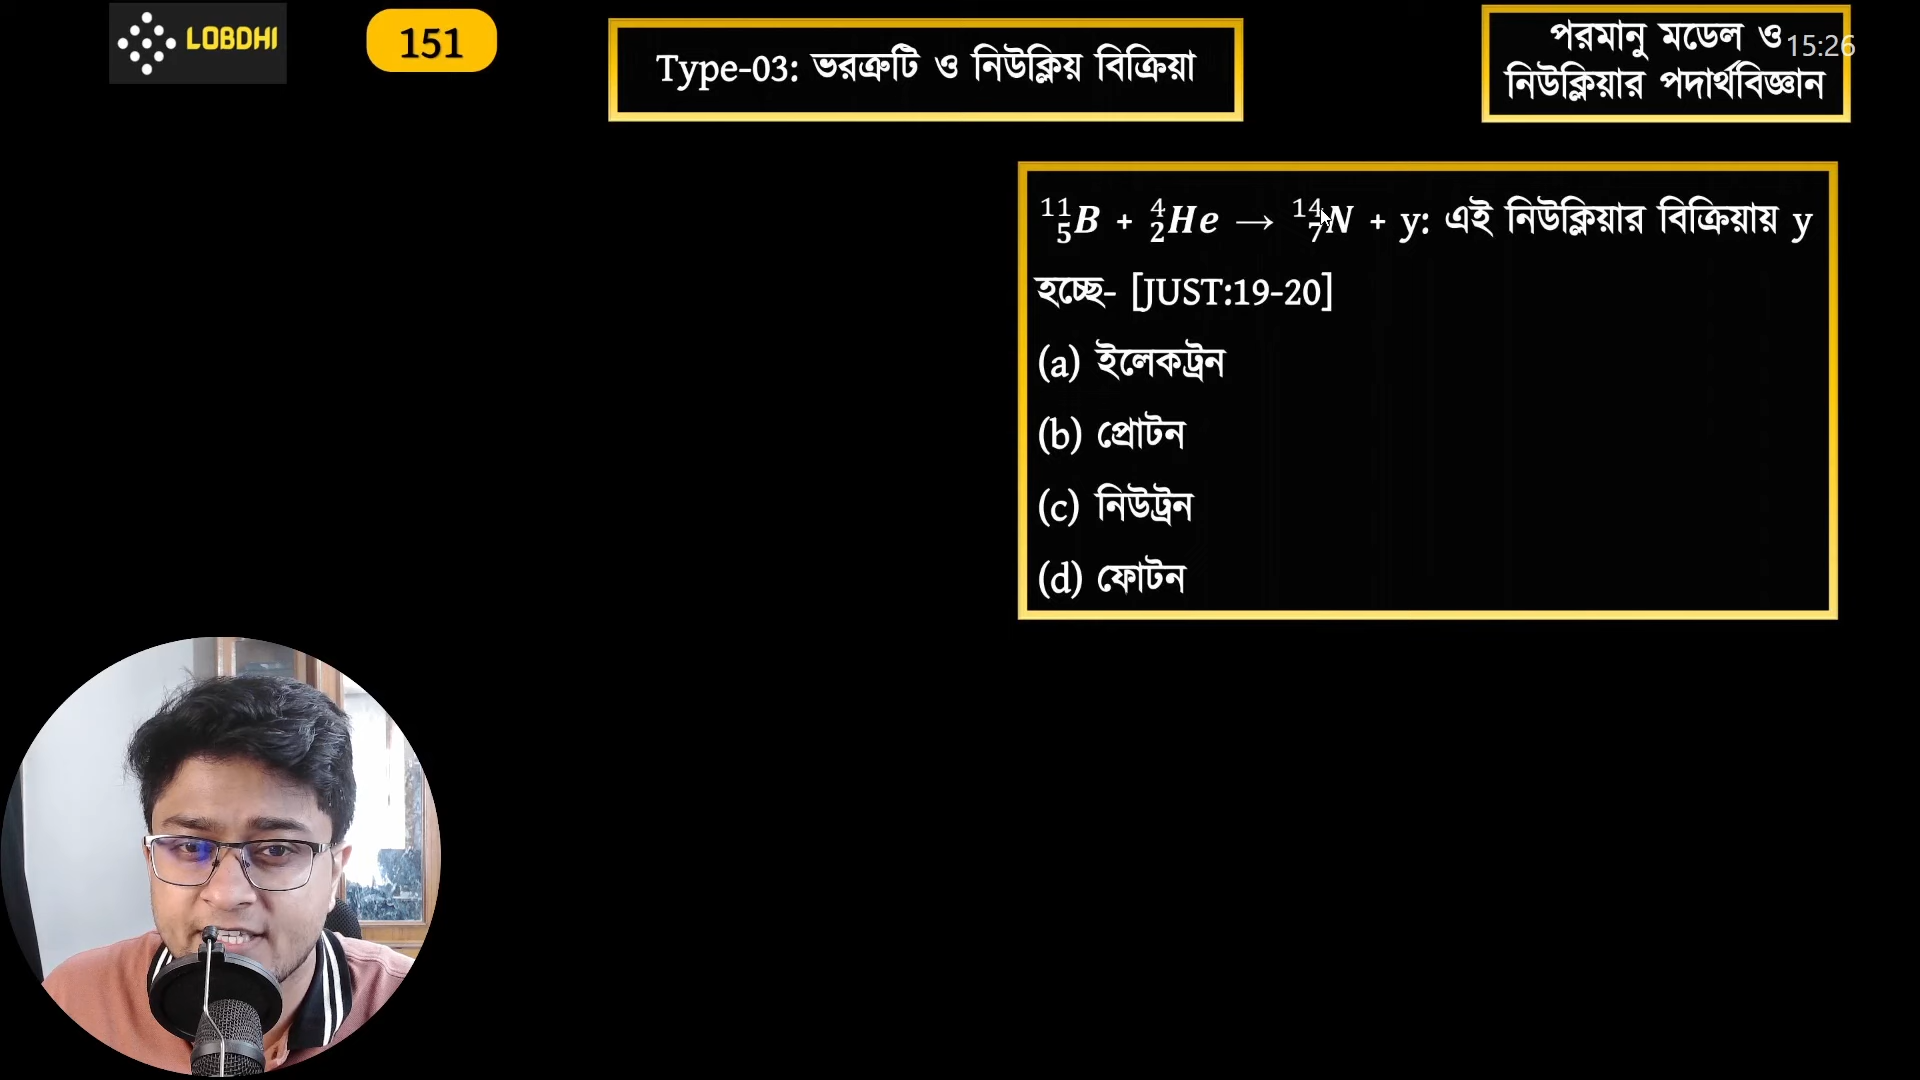 LOBDHI
151
Type-03: ভরত্রুটি ও নিউক্লিয় বিক্রিয়া
পরমানু মডেল ও
নিউক্লিয়ার পদার্থবিজ্ঞান
15:26
¹¹₅B + ⁴₂He → ¹⁴₇N + y: এই নিউক্লিয়ার বিক্রিয়ায় y
হচ্ছে- [JUST:19-20]
(a) ইলেকট্রন
(b) প্রোটন
(c) নিউট্রন
(d) ফোটন